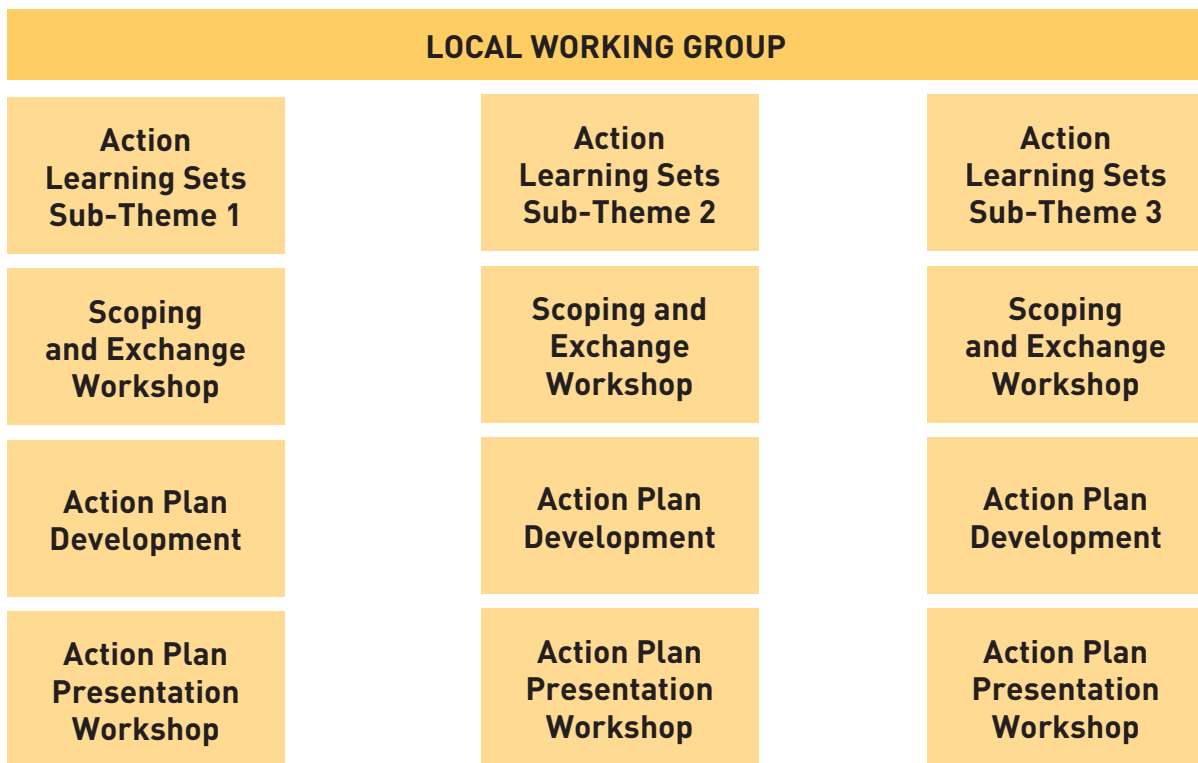 LOCAL WORKING GROUP
Action
Learning Sets
Sub-Theme 1
Action
Learning Sets
Sub-Theme 2
Action
Learning Sets
Sub-Theme 3
Scoping
and Exchange
Workshop
Scoping and
Exchange
Workshop
Scoping
and Exchange
Workshop
Action Plan
Development
Action Plan
Development
Action Plan
Development
Action Plan
Presentation
Workshop
Action Plan
Presentation
Workshop
Action Plan
Presentation
Workshop